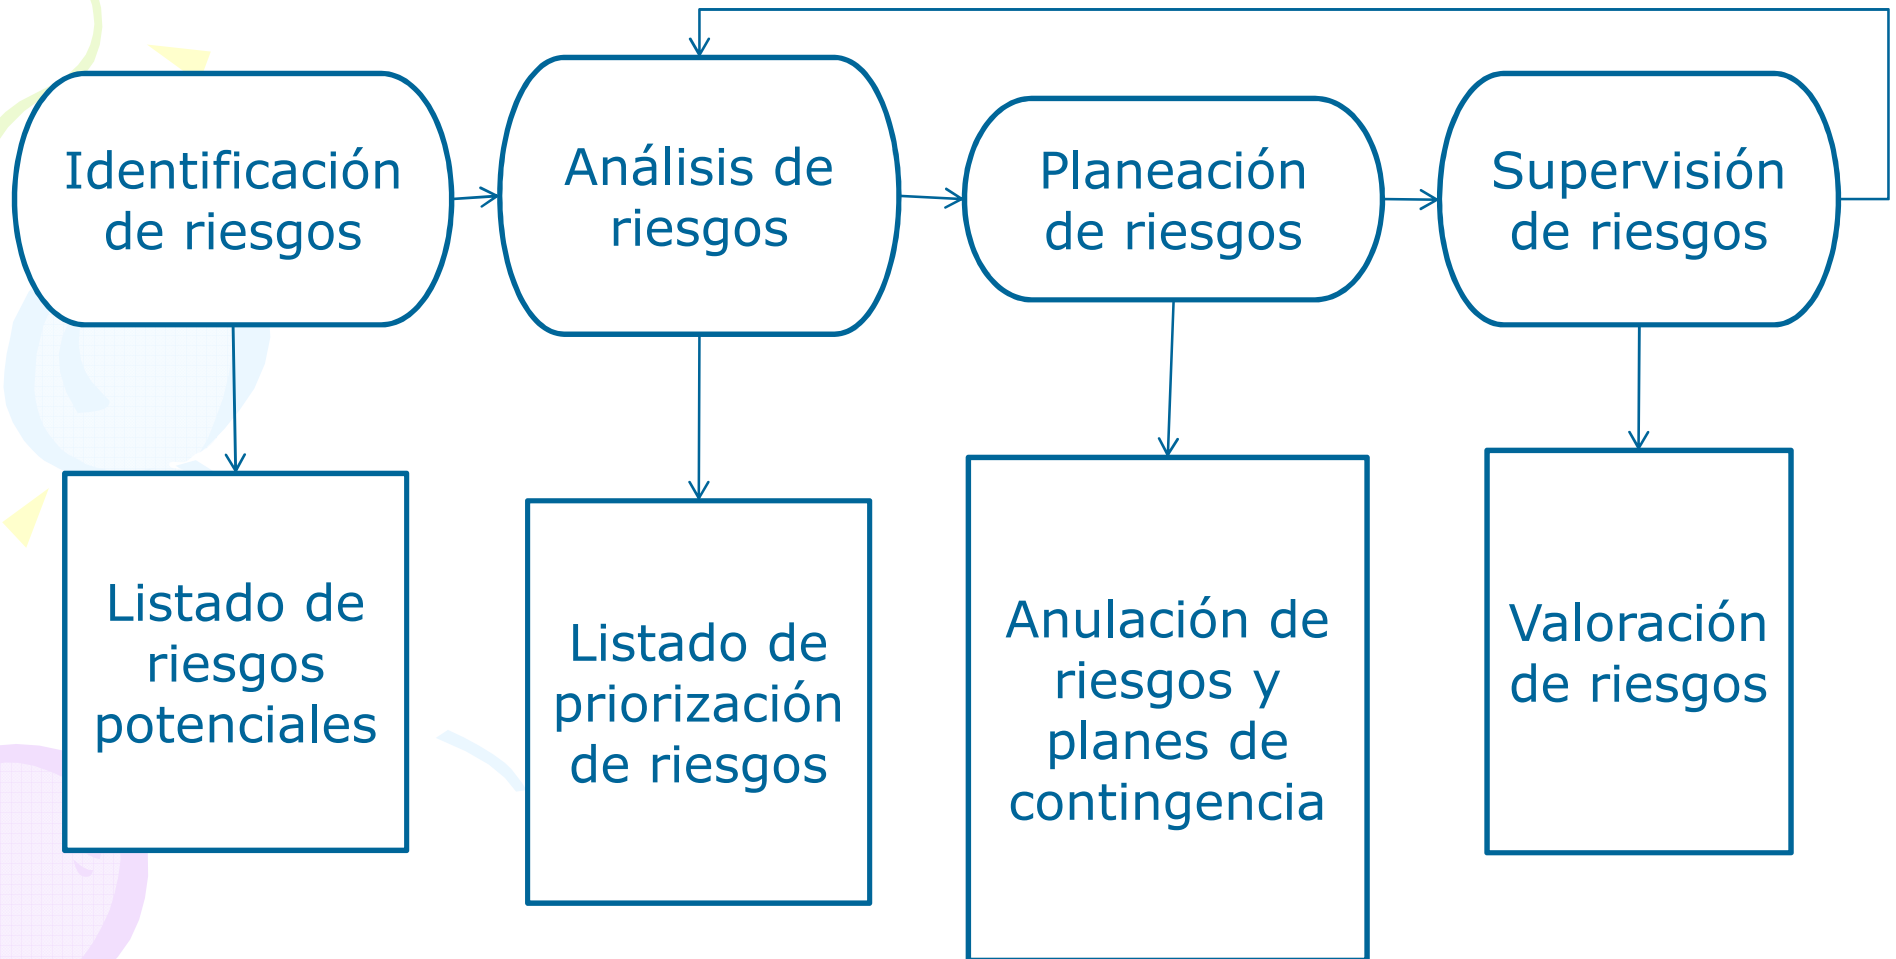 Identificación
de riesgos
Análisis de
riesgos
Planeación
de riesgos
Supervisión
de riesgos
Listado de
riesgos
potenciales
Listado de
priorización
de riesgos
Anulación de
riesgos y
planes de
contingencia
Valoración
de riesgos